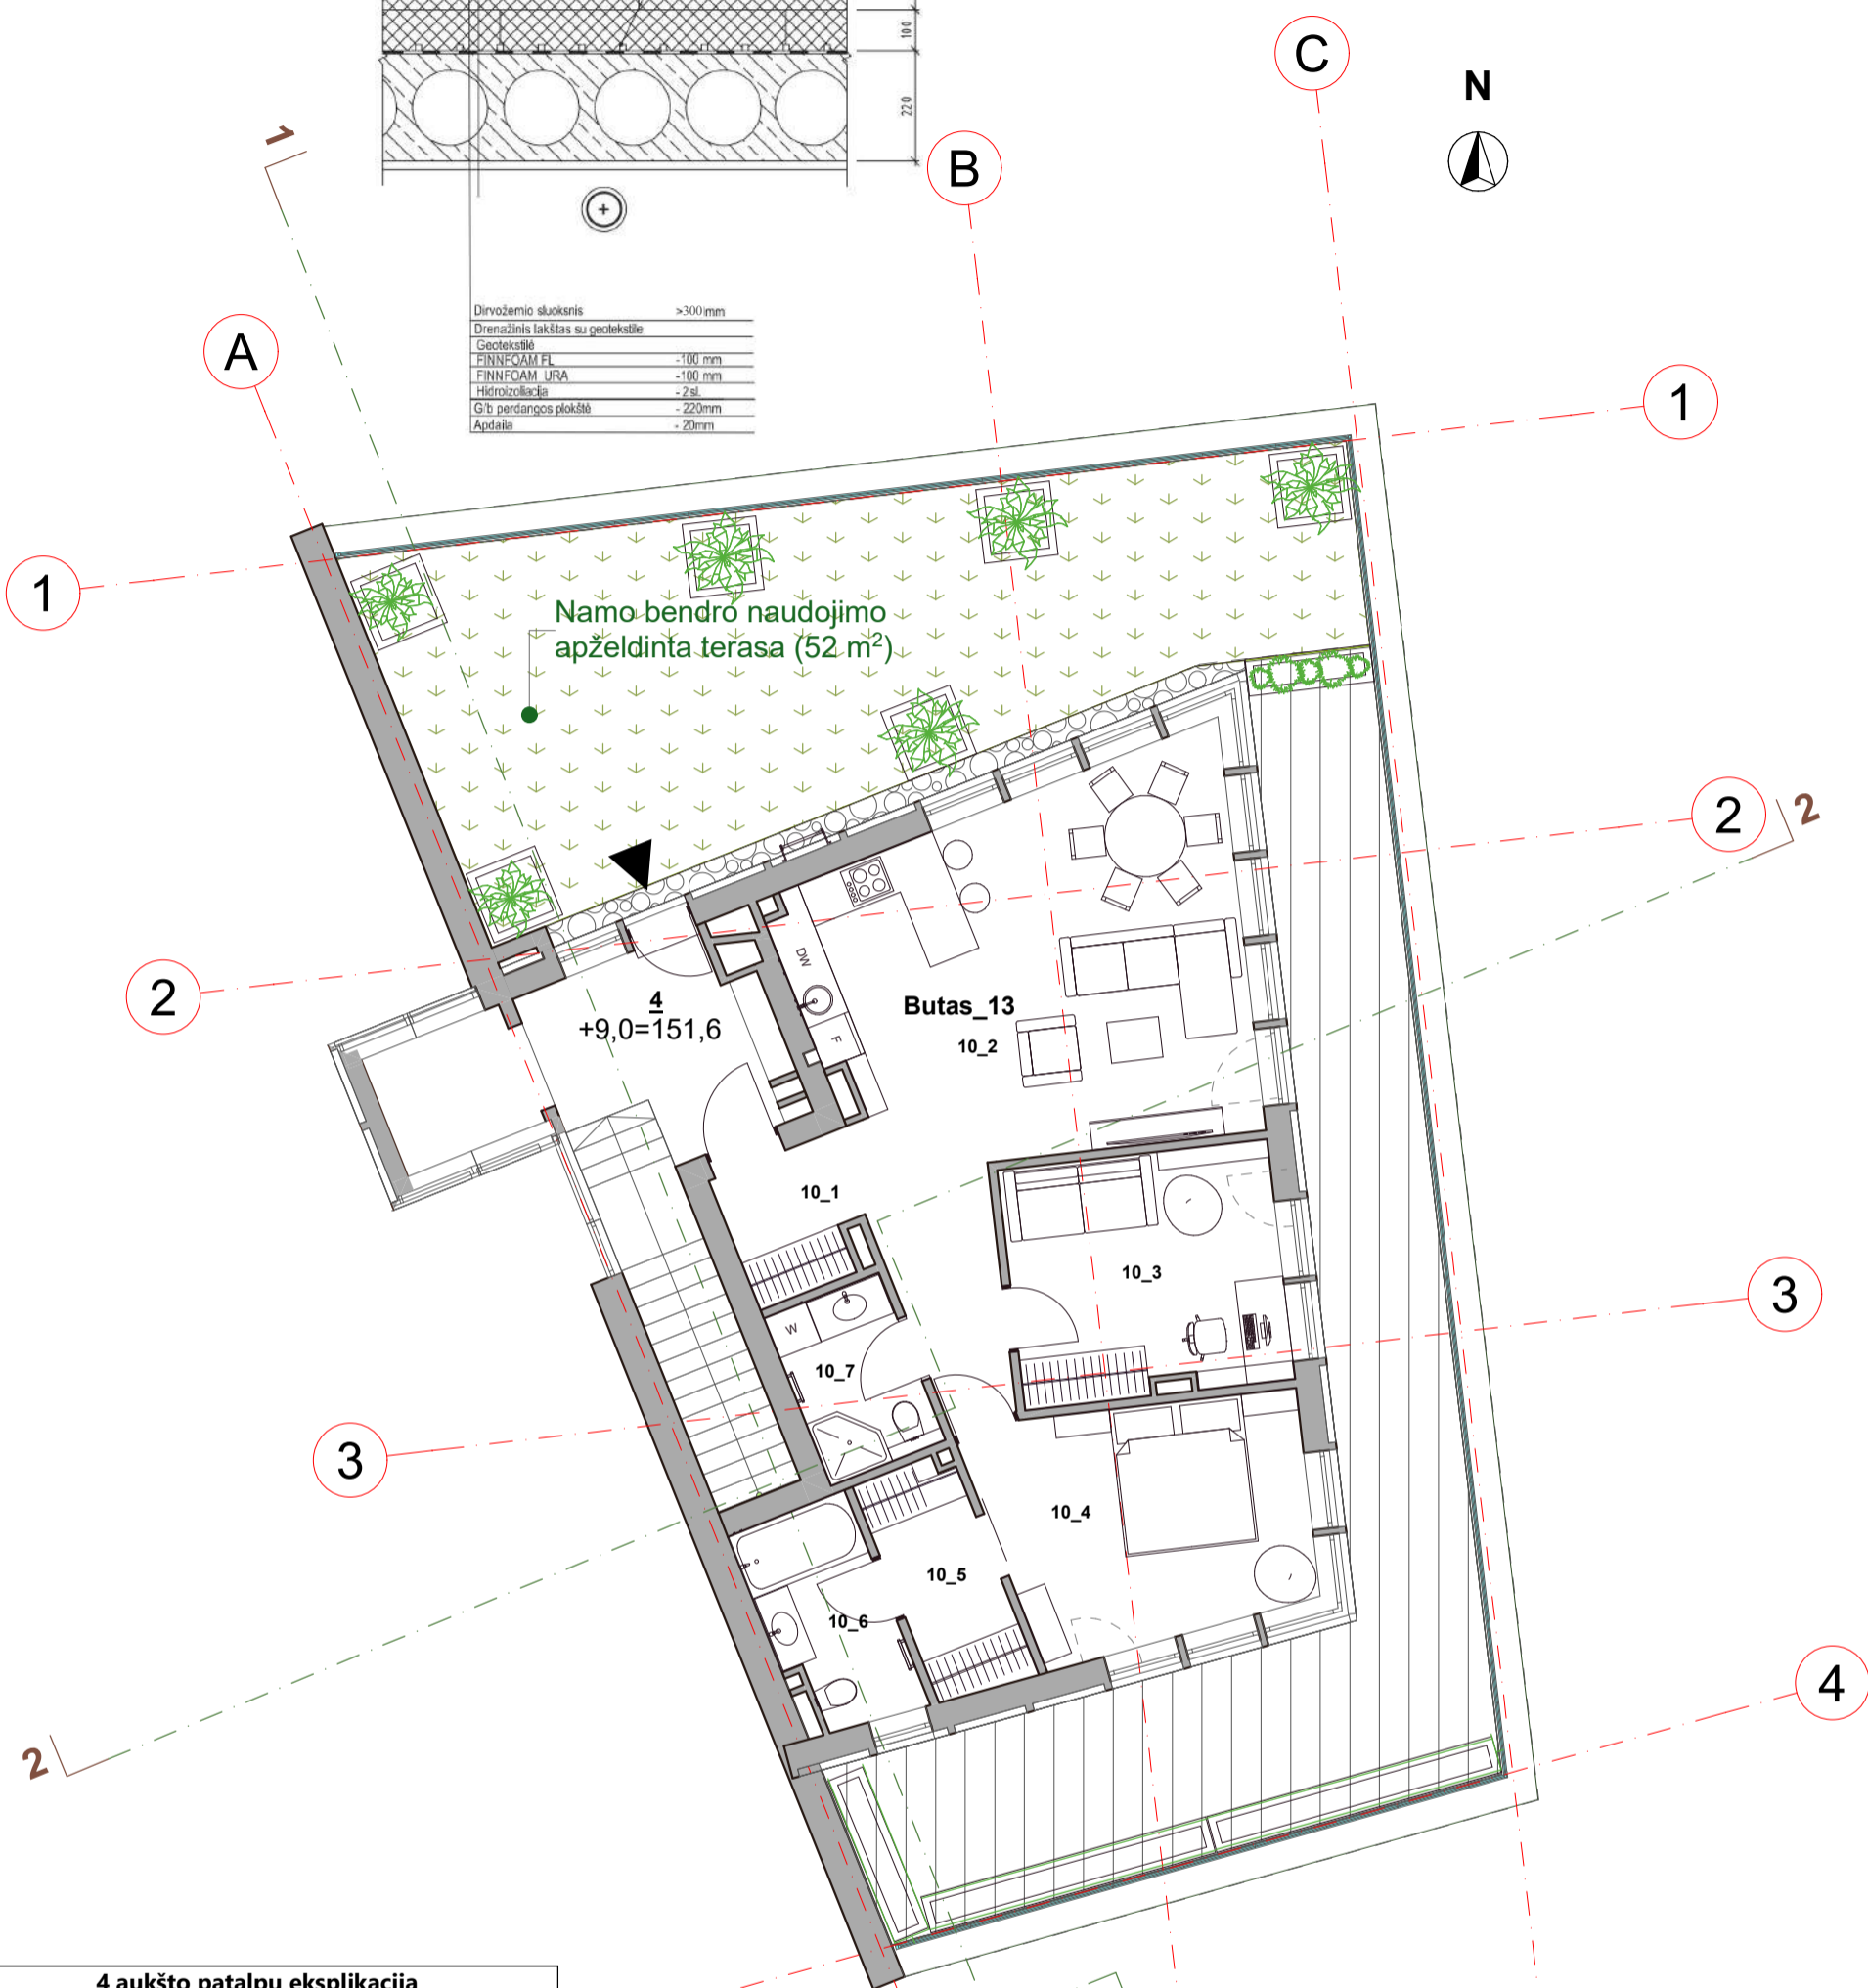 100
220
C
N
B
1
Dirvožemio sluoksnis >300mm
Drenažinis lakštas su geotekstile
Geotekstilė
FINNFOAM FL -100 mm
FINNFOAM URA -100 mm
Hidroizoliacija - 2 sl.
G/b perdangos plokštė - 220mm
Apdaila - 20mm
A
1
1
Namo bendro naudojimo
apželdinta terasa (52 m²)
2
2
DW
2
4
+9,0=151,6
Butas_13
10_2
F
10_1
10_3
3
W
10_7
3
10_4
10_5
10_6
4
2
4 aukšto patalpų eksplikacija